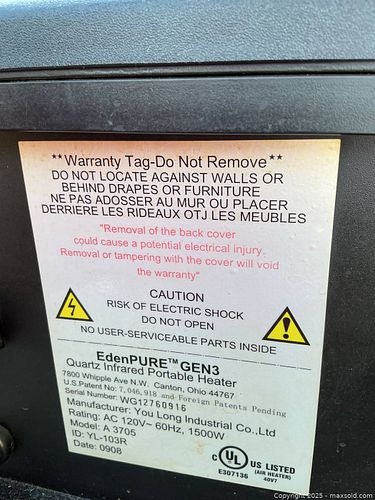 **Warranty Tag-Do Not Remove**
DO NOT LOCATE AGAINST WALLS OR
BEHIND DRAPES OR FURNITURE
NE PAS ADOSSER AU MUR OU PLACER
DERRIERE LES RIDEAUX OTJ LES MEUBLES
"Removal of the back cover
could cause a potential electrical injury.
Removal or tampering with the cover will void
the warranty"
CAUTION
RISK OF ELECTRIC SHOCK
DO NOT OPEN
NO USER-SERVICEABLE PARTS INSIDE
EdenPURE™ GEN3
Quartz Infrared Portable Heater
7800 Whipple Ave N.W. Canton, Ohio 44767
U.S.Patent No: 7,046,918 and Foreign Patents Pending
Serial Number: WG12760916
Manufacturer: You Long Industrial Co.,Ltd
Rating: AC 120V~ 60Hz, 1500W
Model: A 3705
ID: YL-103R
Date: 0908
C UL US LISTED
(AIR HEATER)
E307136 40V7
Copyright 2025 - maxsold.com